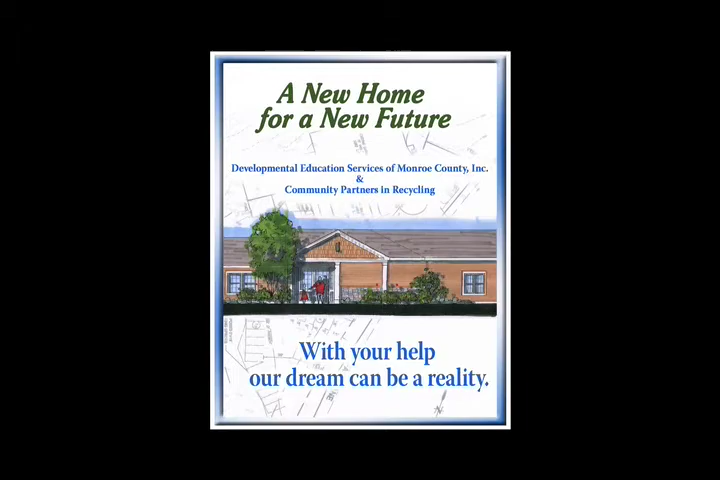 A New Home
for a New Future
Developmental Education Services of Monroe County, Inc.
&
Community Partners in Recycling
With your help
our dream can be a reality.